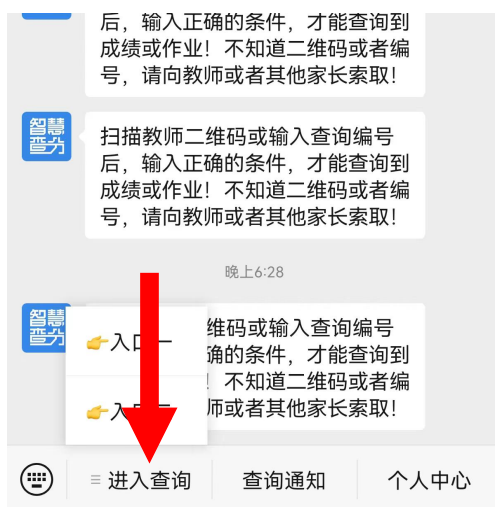 后，输入正确的条件，才能查询到
成绩或作业！不知道二维码或者编
号，请向教师或者其他家长索取！
智慧
查分
扫描教师二维码或输入查询编号
后，输入正确的条件，才能查询到
成绩或作业！不知道二维码或者编
号，请向教师或者其他家长索取！
晚上6:28
智慧
查分
维码或输入查询编号
👉入口一
确的条件，才能查询到
！不知道二维码或者编
👉入
师或者其他家长索取！
≡ 进入查询
查询通知
个人中心